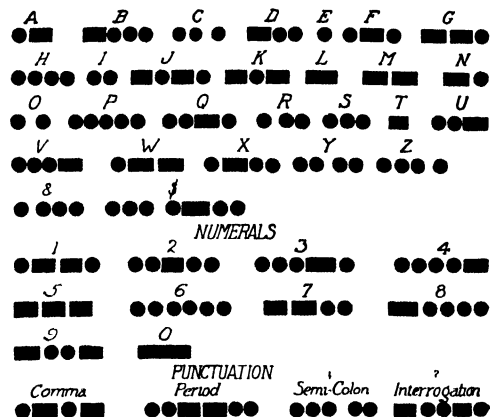 A B C D E F G
H I J K L M N
O P Q R S T U
V W X Y Z
& $
NUMERALS
1 2 3 4
5 6 7 8
9 0
PUNCTUATION
Comma Period Semi-Colon Interrogation